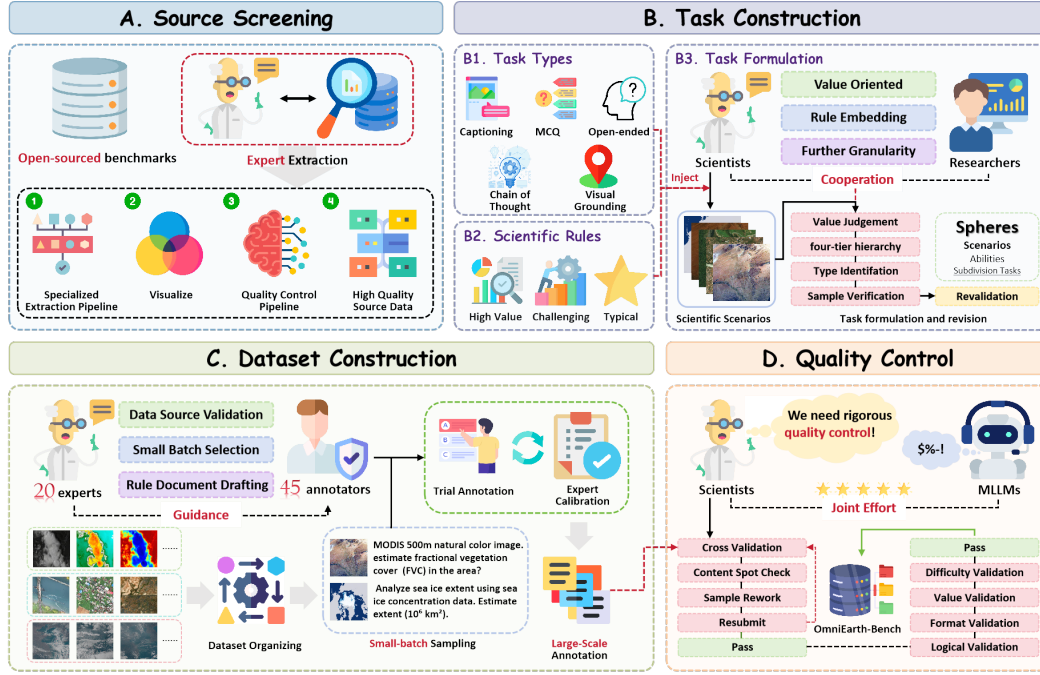 A. Source Screening
Open-sourced benchmarks
Expert Extraction
1
2
3
4
Specialized
Extraction Pipeline
Visualize
Quality Control
Pipeline
High Quality
Source Data
B. Task Construction
B1. Task Types
Captioning
MCQ
Open-ended
Chain of
Thought
Visual
Grounding
B2. Scientific Rules
High Value
Challenging
Typical
Inject
B3. Task Formulation
Value Oriented
Rule Embedding
Further Granularity
Scientists
Researchers
Cooperation
Scientific Scenarios
Value Judgement
four-tier hierarchy
Type Identifation
Sample Verification
Revalidation
Spheres
Scenarios
Abilities
Subdivision Tasks
Task formulation and revision
C. Dataset Construction
Data Source Validation
Small Batch Selection
Rule Document Drafting
20 experts
45 annotators
Guidance
A
B
C
Trial Annotation
Expert
Calibration
......
......
......
Dataset Organizing
MODIS 500m natural color image.
estimate fractional vegetation
cover (FVC) in the area?
Analyze sea ice extent using sea
ice concentration data. Estimate
extent (10⁶ km²).
Small-batch Sampling
Large-Scale
Annotation
D. Quality Control
We need rigorous
quality control!
$%-!
Scientists
MLLMs
Joint Effort
Cross Validation
Content Spot Check
Sample Rework
Resubmit
Pass
OmniEarth-Bench
Pass
Difficulty Validation
Value Validation
Format Validation
Logical Validation